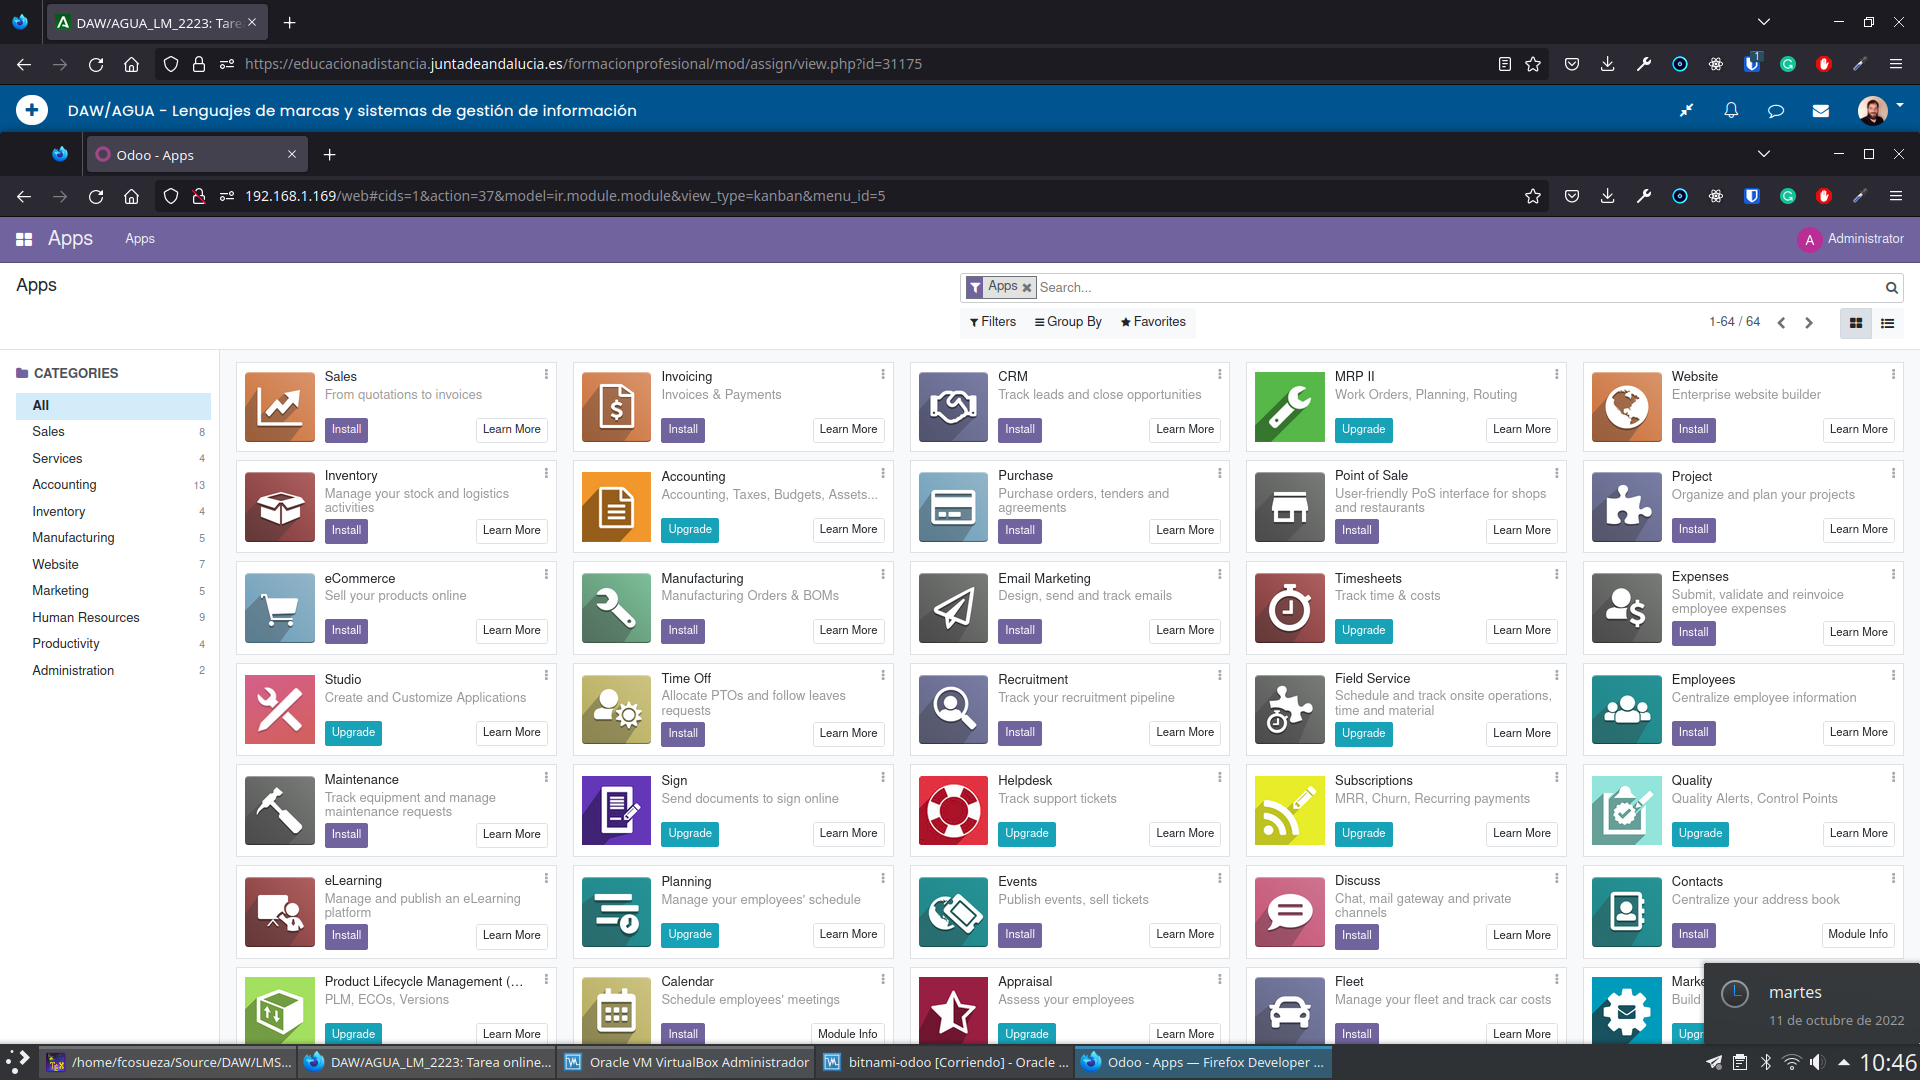 DAW/AGUA_LM_2223: Tare
https://educacionadistancia.juntadeandalucia.es/formacionprofesional/mod/assign/view.php?id=31175
1
DAW/AGUA - Lenguajes de marcas y sistemas de gestión de información
Odoo - Apps
192.168.1.169/web#cids=1&action=37&model=ir.module.module&view_type=kanban&menu_id=5
Apps Apps
A Administrator
Apps
Apps Search...
Filters Group By Favorites
1-64 / 64
CATEGORIES
All
Sales 8
Services 4
Accounting 13
Inventory 4
Manufacturing 5
Website 7
Marketing 5
Human Resources 9
Productivity 4
Administration 2
Sales
From quotations to invoices
Install Learn More
Invoicing
Invoices & Payments
Install Learn More
CRM
Track leads and close opportunities
Install Learn More
MRP II
Work Orders, Planning, Routing
Upgrade Learn More
Website
Enterprise website builder
Install Learn More
Inventory
Manage your stock and logistics
activities
Install Learn More
Accounting
Accounting, Taxes, Budgets, Assets...
Upgrade Learn More
Purchase
Purchase orders, tenders and
agreements
Install Learn More
Point of Sale
User-friendly PoS interface for shops
and restaurants
Install Learn More
Project
Organize and plan your projects
Install Learn More
eCommerce
Sell your products online
Install Learn More
Manufacturing
Manufacturing Orders & BOMs
Install Learn More
Email Marketing
Design, send and track emails
Install Learn More
Timesheets
Track time & costs
Upgrade Learn More
Expenses
Submit, validate and reinvoice
employee expenses
Install Learn More
Studio
Create and Customize Applications
Upgrade Learn More
Time Off
Allocate PTOs and follow leaves
requests
Install Learn More
Recruitment
Track your recruitment pipeline
Install Learn More
Field Service
Schedule and track onsite operations,
time and material
Upgrade Learn More
Employees
Centralize employee information
Install Learn More
Maintenance
Track equipment and manage
maintenance requests
Install Learn More
Sign
Send documents to sign online
Upgrade Learn More
Helpdesk
Track support tickets
Upgrade Learn More
Subscriptions
MRR, Churn, Recurring payments
Upgrade Learn More
Quality
Quality Alerts, Control Points
Upgrade Learn More
eLearning
Manage and publish an eLearning
platform
Install Learn More
Planning
Manage your employees' schedule
Upgrade Learn More
Events
Publish events, sell tickets
Install Learn More
Discuss
Chat, mail gateway and private
channels
Install Learn More
Contacts
Centralize your address book
Install Module Info
Product Lifecycle Management (...
PLM, ECOs, Versions
Upgrade Learn More
Calendar
Schedule employees' meetings
Install Module Info
Appraisal
Assess your employees
Upgrade Learn More
Fleet
Manage your fleet and track car costs
Install Learn More
Marke
Build
Upgr
martes
11 de octubre de 2022
/home/fcosueza/Source/DAW/LMS...
DAW/AGUA_LM_2223: Tarea online...
Oracle VM VirtualBox Administrador
bitnami-odoo [Corriendo] - Oracle ...
Odoo - Apps — Firefox Developer ...
10:46